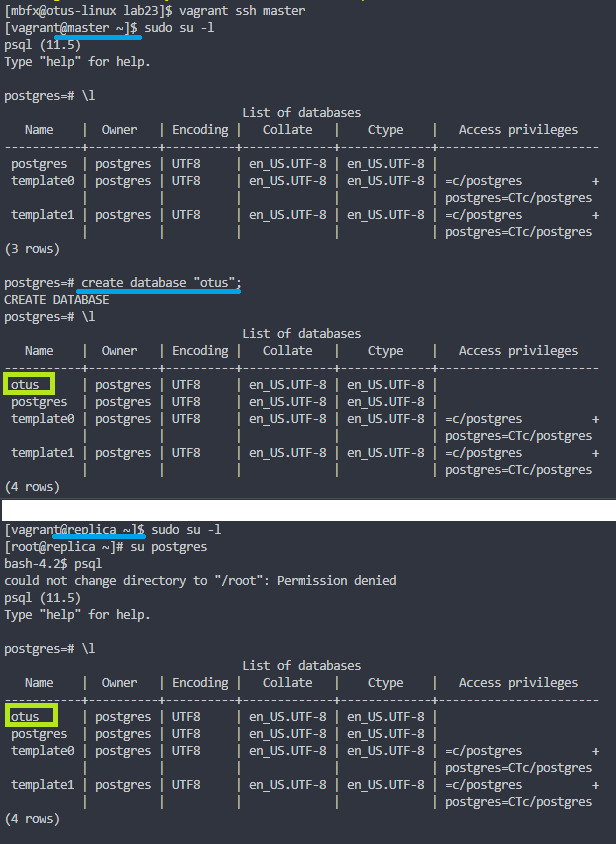 [mbfx@otus-linux lab23]$ vagrant ssh master
[vagrant@master ~]$ sudo su -l
psql (11.5)
Type "help" for help.
postgres=# \l
                                  List of databases
   Name    |  Owner   | Encoding |   Collate   |    Ctype    |   Access privileges
-----------+----------+----------+-------------+-------------+-----------------------
 postgres  | postgres | UTF8     | en_US.UTF-8 | en_US.UTF-8 |
 template0 | postgres | UTF8     | en_US.UTF-8 | en_US.UTF-8 | =c/postgres          +
           |          |          |             |             | postgres=CTc/postgres
 template1 | postgres | UTF8     | en_US.UTF-8 | en_US.UTF-8 | =c/postgres          +
           |          |          |             |             | postgres=CTc/postgres
(3 rows)
postgres=# create database "otus";
CREATE DATABASE
postgres=# \l
                                  List of databases
   Name    |  Owner   | Encoding |   Collate   |    Ctype    |   Access privileges
-----------+----------+----------+-------------+-------------+-----------------------
 otus      | postgres | UTF8     | en_US.UTF-8 | en_US.UTF-8 |
 postgres  | postgres | UTF8     | en_US.UTF-8 | en_US.UTF-8 |
 template0 | postgres | UTF8     | en_US.UTF-8 | en_US.UTF-8 | =c/postgres          +
           |          |          |             |             | postgres=CTc/postgres
 template1 | postgres | UTF8     | en_US.UTF-8 | en_US.UTF-8 | =c/postgres          +
           |          |          |             |             | postgres=CTc/postgres
(4 rows)
[vagrant@replica ~]$ sudo su -l
[root@replica ~]# su postgres
bash-4.2$ psql
could not change directory to "/root": Permission denied
psql (11.5)
Type "help" for help.
postgres=# \l
                                  List of databases
   Name    |  Owner   | Encoding |   Collate   |    Ctype    |   Access privileges
-----------+----------+----------+-------------+-------------+-----------------------
 otus      | postgres | UTF8     | en_US.UTF-8 | en_US.UTF-8 |
 postgres  | postgres | UTF8     | en_US.UTF-8 | en_US.UTF-8 |
 template0 | postgres | UTF8     | en_US.UTF-8 | en_US.UTF-8 | =c/postgres          +
           |          |          |             |             | postgres=CTc/postgres
 template1 | postgres | UTF8     | en_US.UTF-8 | en_US.UTF-8 | =c/postgres          +
           |          |          |             |             | postgres=CTc/postgres
(4 rows)